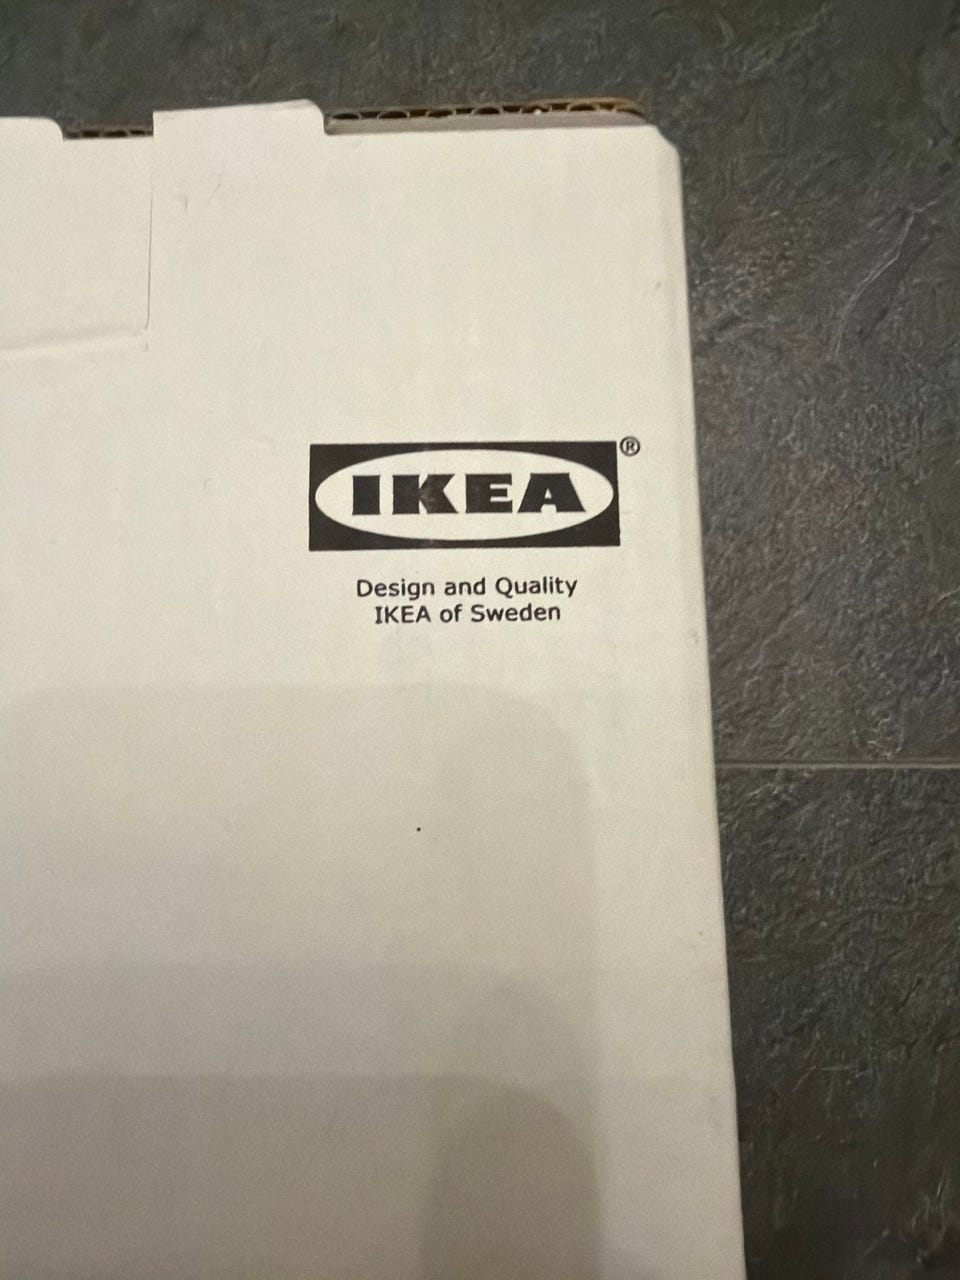 IKEA®
Design and Quality
IKEA of Sweden